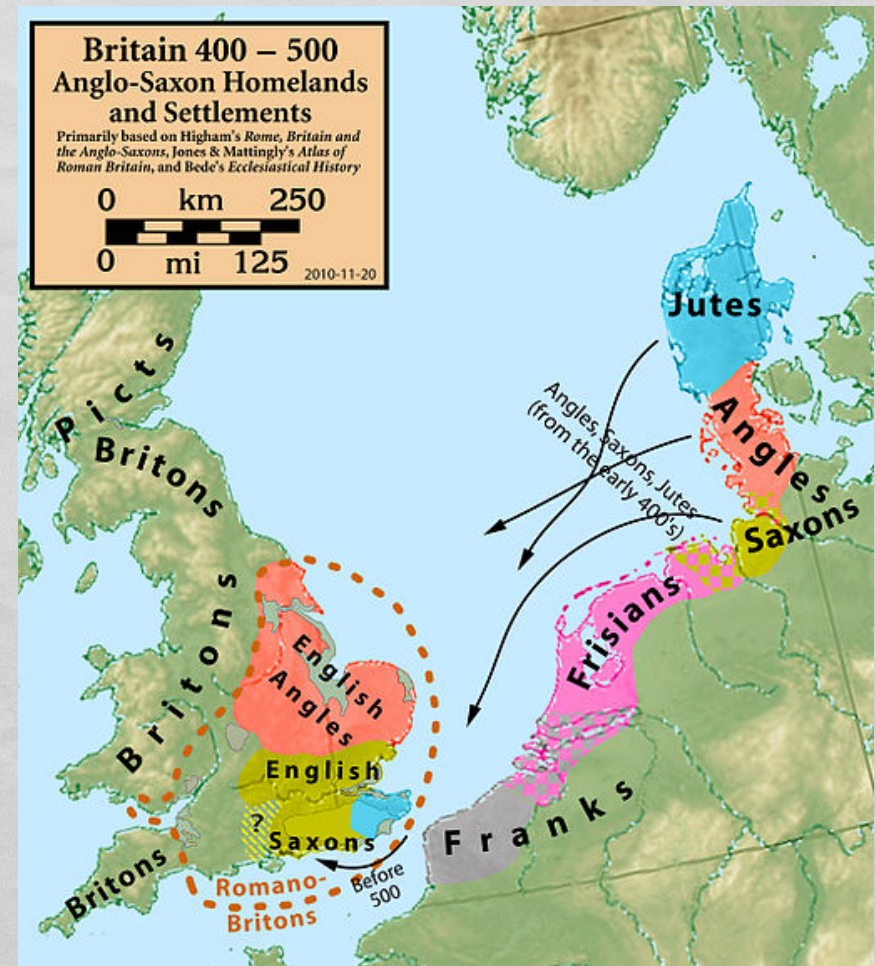 Britain 400 – 500
Anglo-Saxon Homelands
and Settlements
Primarily based on Higham's Rome, Britain and
the Anglo-Saxons, Jones & Mattingly's Atlas of
Roman Britain, and Bede's Ecclesiastical History
0 km 250
0 mi 125
2010-11-20
Jutes
Picts
Angles, Saxons, Jutes
(from the early 400's)
Angles
Britons
Saxons
Britons
Frisians
English
Angles
English
Saxons
?
Franks
Britons
Before
500
Romano-
Britons